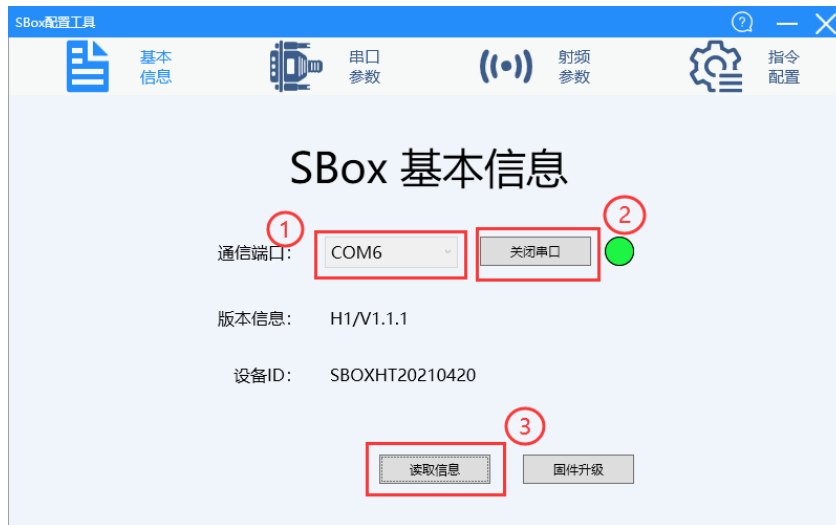 SBox配置工具
?
基本
信息
串口
参数
射频
参数
指令
配置
SBox 基本信息
1
2
通信端口：
COM6
关闭串口
版本信息：
H1/V1.1.1
设备ID：
SBOXHT20210420
3
读取信息
固件升级